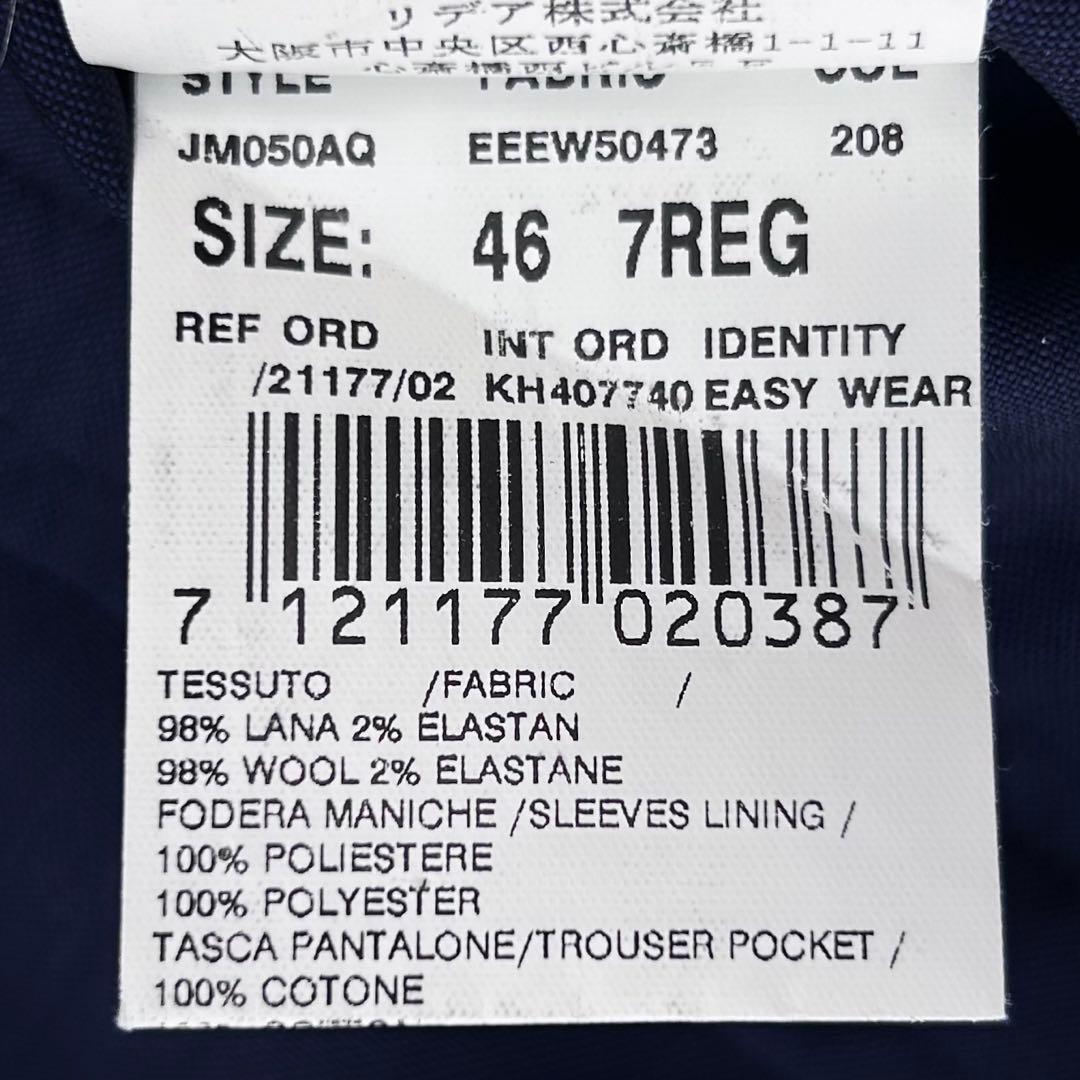 リデア株式会社
大阪市中央区西心斎橋1-1-11
STYLE FABRIC COL
JM050AQ EEEW50473 208
SIZE: 46 7REG
REF ORD INT ORD IDENTITY
/21177/02 KH407740 EASY WEAR
7 121177 020387
TESSUTO /FABRIC /
98% LANA 2% ELASTAN
98% WOOL 2% ELASTANE
FODERA MANICHE /SLEEVES LINING /
100% POLIESTERE
100% POLYESTER
TASCA PANTALONE/TROUSER POCKET /
100% COTONE